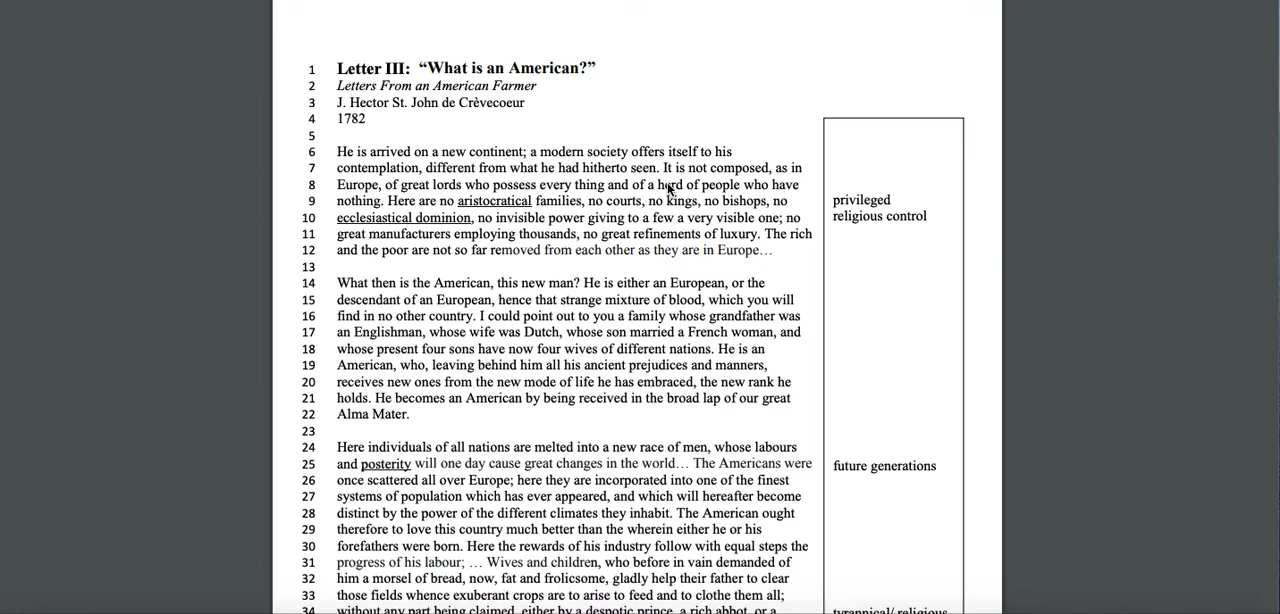 1 Letter III: “What is an American?”
2 Letters From an American Farmer
3 J. Hector St. John de Crèvecoeur
4 1782
5
6 He is arrived on a new continent; a modern society offers itself to his
7 contemplation, different from what he had hitherto seen. It is not composed, as in
8 Europe, of great lords who possess every thing and of a herd of people who have
9 nothing. Here are no aristocratical families, no courts, no kings, no bishops, no privileged
10 ecclesiastical dominion, no invisible power giving to a few a very visible one; no religious control
11 great manufacturers employing thousands, no great refinements of luxury. The rich
12 and the poor are not so far removed from each other as they are in Europe…
13
14 What then is the American, this new man? He is either an European, or the
15 descendant of an European, hence that strange mixture of blood, which you will
16 find in no other country. I could point out to you a family whose grandfather was
17 an Englishman, whose wife was Dutch, whose son married a French woman, and
18 whose present four sons have now four wives of different nations. He is an
19 American, who, leaving behind him all his ancient prejudices and manners,
20 receives new ones from the new mode of life he has embraced, the new rank he
21 holds. He becomes an American by being received in the broad lap of our great
22 Alma Mater.
23
24 Here individuals of all nations are melted into a new race of men, whose labours
25 and posterity will one day cause great changes in the world… The Americans were future generations
26 once scattered all over Europe; here they are incorporated into one of the finest
27 systems of population which has ever appeared, and which will hereafter become
28 distinct by the power of the different climates they inhabit. The American ought
29 therefore to love this country much better than the wherein either he or his
30 forefathers were born. Here the rewards of his industry follow with equal steps the
31 progress of his labour; … Wives and children, who before in vain demanded of
32 him a morsel of bread, now, fat and frolicsome, gladly help their father to clear
33 those fields whence exuberant crops are to arise to feed and to clothe them all;
34 without any part being claimed, either by a despotic prince, a rich abbot, or a tyrannical/ religious